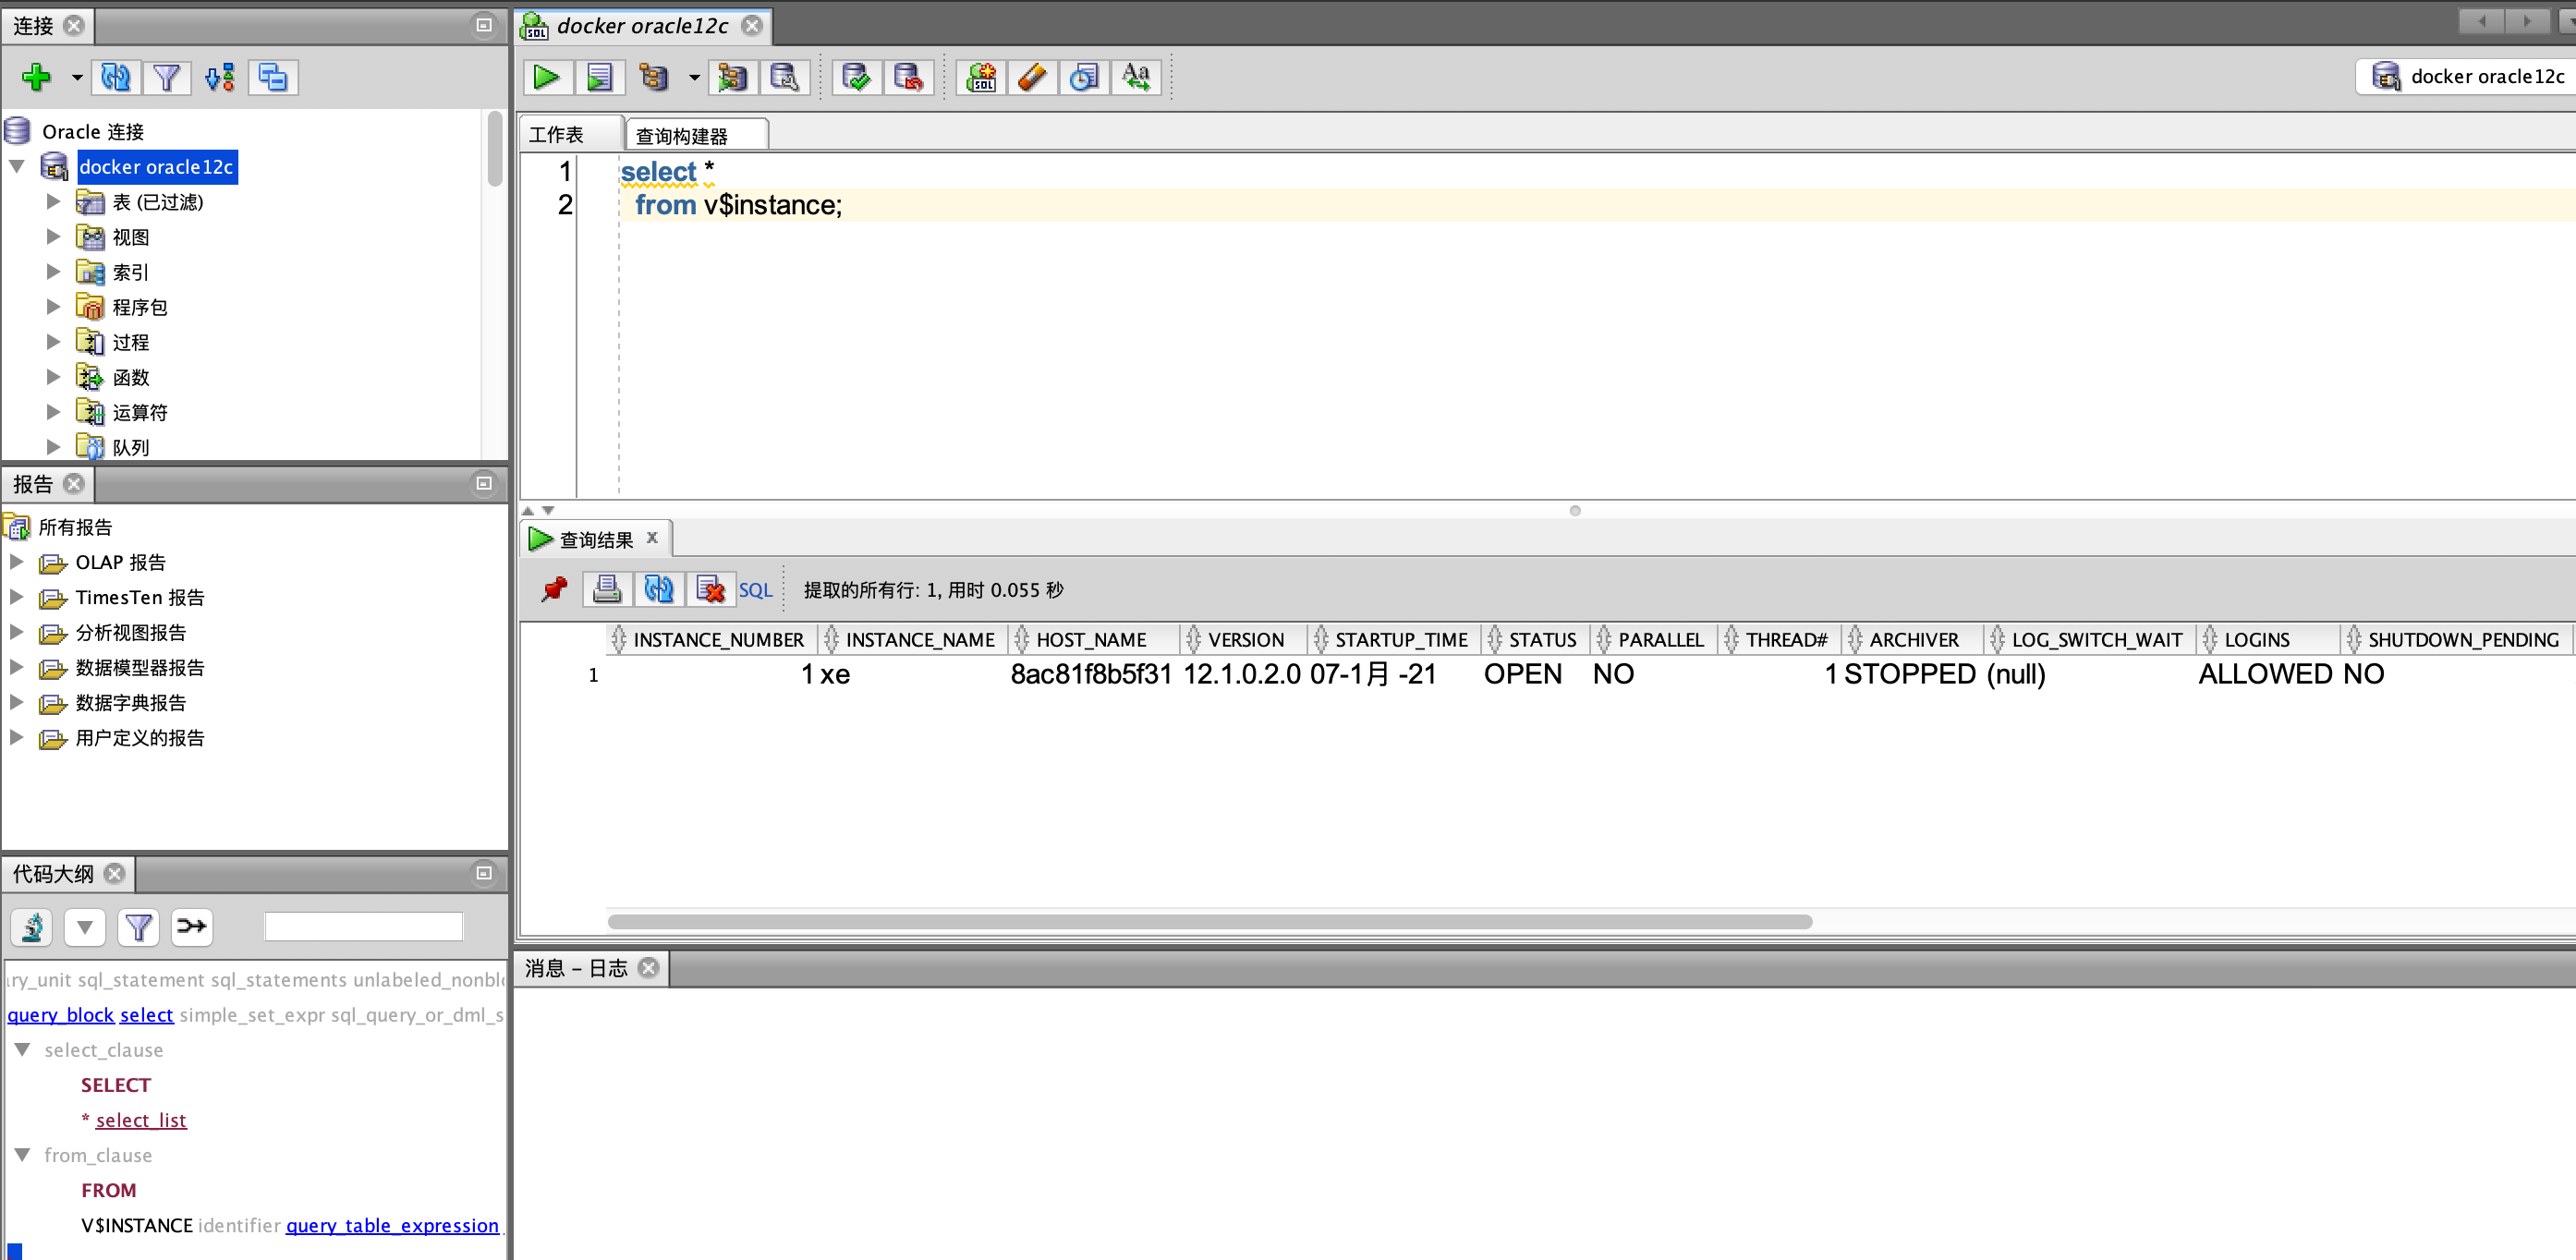 连接
Oracle 连接
docker oracle12c
表 (已过滤)
视图
索引
程序包
过程
函数
运算符
队列
报告
所有报告
OLAP 报告
TimesTen 报告
分析视图报告
数据模型器报告
数据字典报告
用户定义的报告
代码大纲
sql_statement sql_statements
query_block select simple_set_expr
select_clause
SELECT
* select_list
from_clause
FROM
V$INSTANCE identifier query_table_expression
docker oracle12c
SQL
SQL Aa
docker oracle12c
工作表 查询构建器
1 select *
2 from v$instance;
查询结果 x
SQL 提取的所有行: 1, 用时 0.055 秒
INSTANCE_NUMBER INSTANCE_NAME HOST_NAME VERSION STARTUP_TIME STATUS PARALLEL THREAD# ARCHIVER LOG_SWITCH_WAIT LOGINS SHUTDOWN_PENDING
1 1 xe 8ac81f8b5f31 12.1.0.2.0 07-1月 -21 OPEN NO 1 STOPPED (null) ALLOWED NO
消息 - 日志